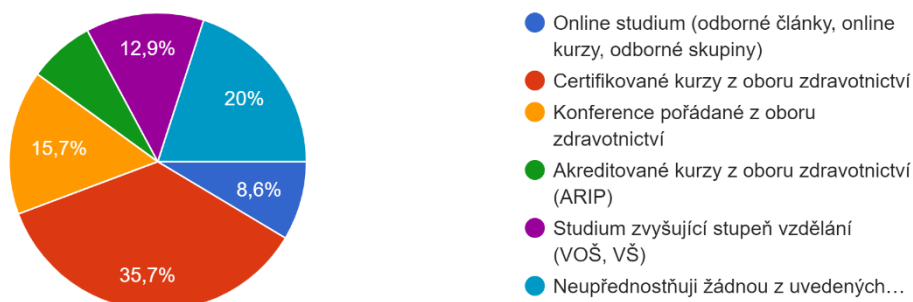 12,9%
20%
15,7%
8,6%
35,7%
Online studium (odborné články, online
kurzy, odborné skupiny)
Certifikované kurzy z oboru zdravotnictví
Konference pořádané z oboru
zdravotnictví
Akreditované kurzy z oboru zdravotnictví
(ARIP)
Studium zvyšující stupeň vzdělání
(VOŠ, VŠ)
Neupřednostňuji žádnou z uvedených…